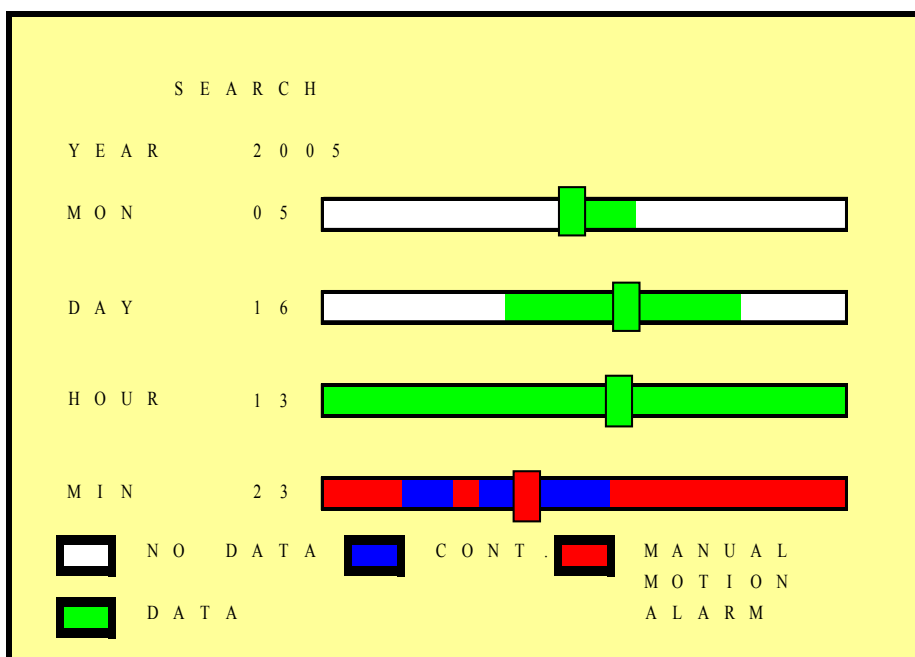 SEARCH
YEAR 2005
MON 05
DAY 16
HOUR 13
MIN 23
NO DATA CONT. MANUAL
MOTION
DATA ALARM